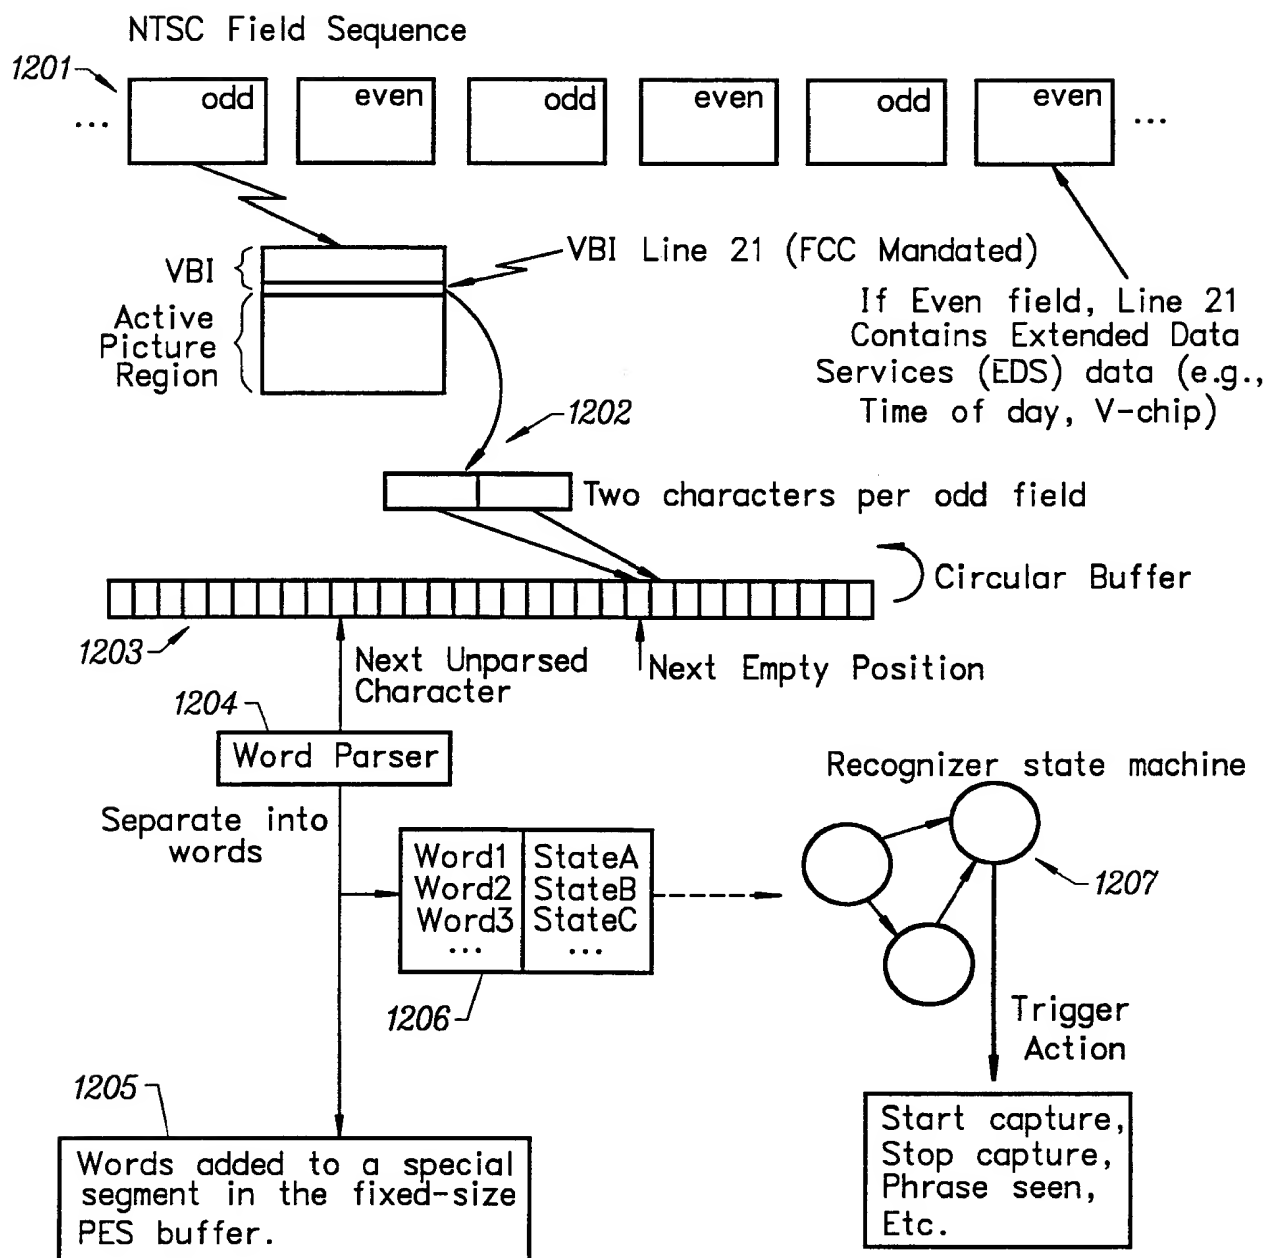 NTSC Field Sequence
1201
... odd even odd even odd even ...
VBI
VBI Line 21 (FCC Mandated)
Active
Picture
Region
If Even field, Line 21
Contains Extended Data
Services (EDS) data (e.g.,
Time of day, V-chip)
1202
Two characters per odd field
Circular Buffer
1203
Next Unparsed
Character
Next Empty Position
1204
Word Parser
Separate into
words
Word1 StateA
Word2 StateB
Word3 StateC
... ...
1206
Recognizer state machine
1207
Trigger
Action
1205
Words added to a special
segment in the fixed-size
PES buffer.
Start capture,
Stop capture,
Phrase seen,
Etc.